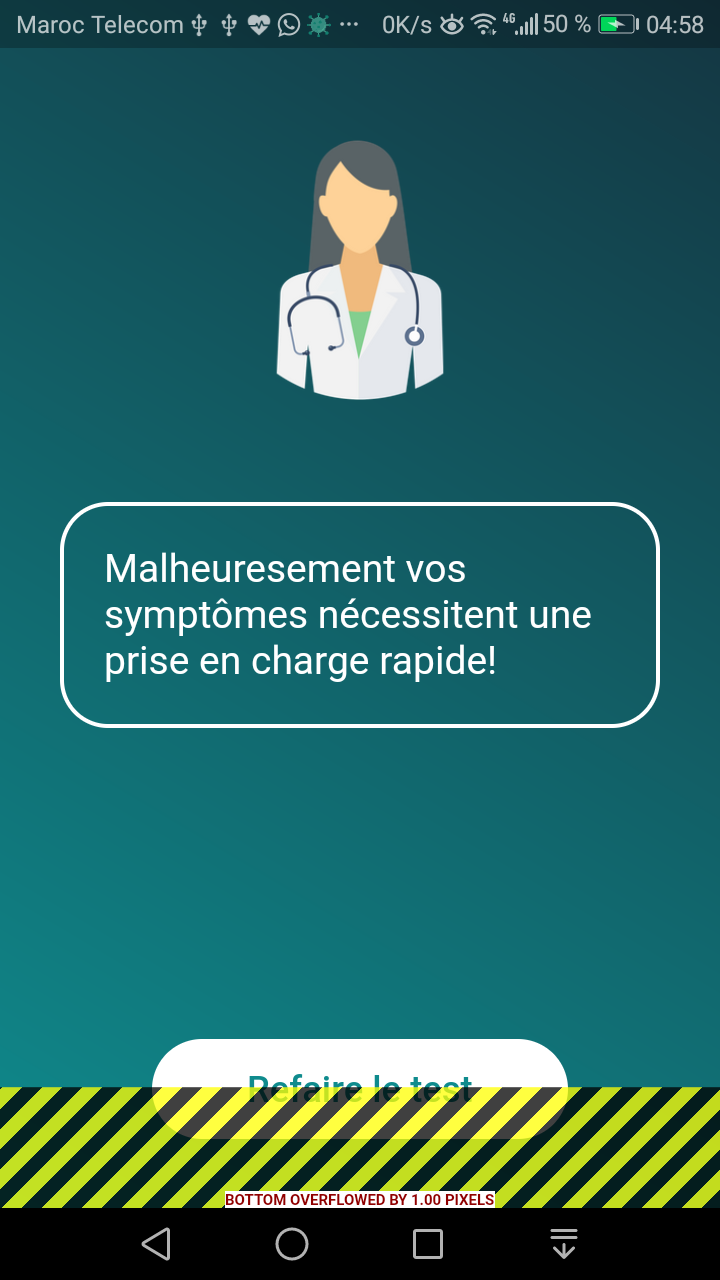 Maroc Telecom ... 0K/s 4G 50 % 04:58
Malheuresement vos
symptômes nécessitent une
prise en charge rapide!
Refaire le test
BOTTOM OVERFLOWED BY 1.00 PIXELS